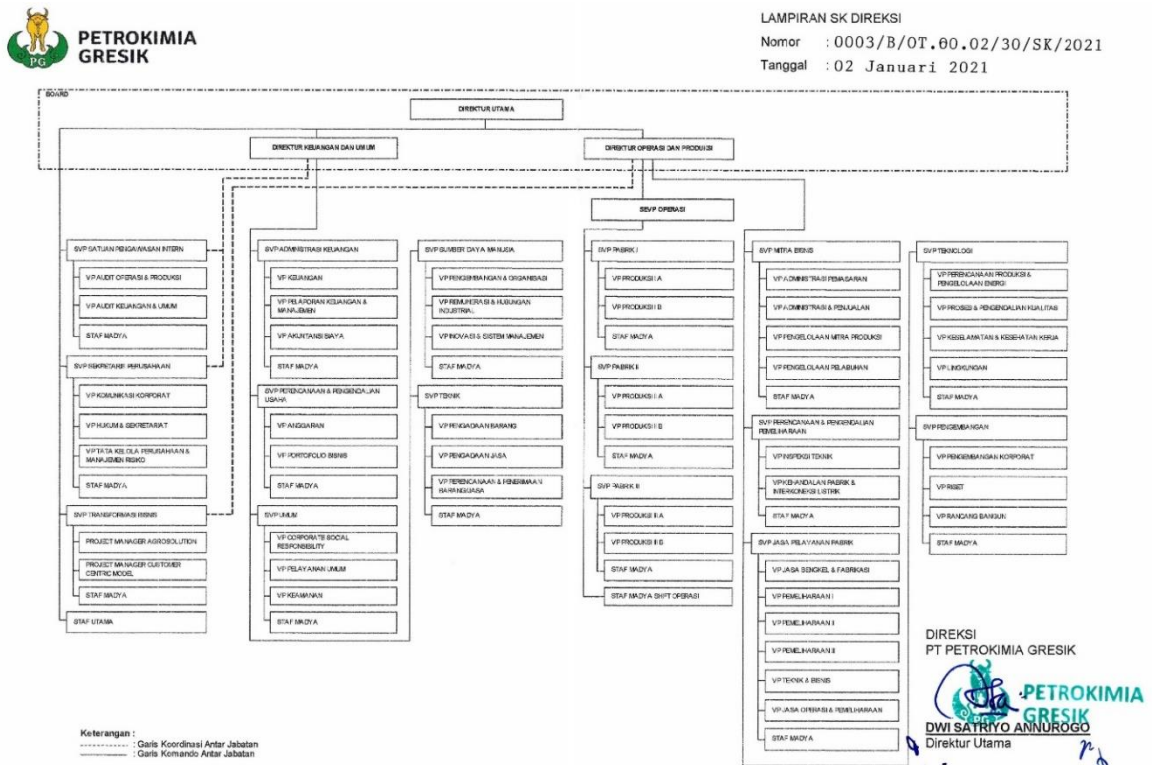 PETROKIMIA
GRESIK
PG
LAMPIRAN SK DIREKSI
Nomor : 0003/B/OT.00.02/30/SK/2021
Tanggal : 02 Januari 2021
BOARD
DIREKTUR UTAMA
DIREKTUR KEUANGAN DAN UMUM
DIREKTUR OPERASI DAN PRODUKSI
SEVP OPERASI
SVP SATUAN PENGAWASAN INTERN
VP AUDIT OPERASI & PRODUKSI
VP AUDIT KEUANGAN & UMUM
STAF MADYA
SVP SEKRETARIS PERUSAHAAN
VP KOMUNIKASI KORPORAT
VP HUKUM & SEKRETARIAT
VP TATA KELOLA PERUSAHAAN &
MANAJEMEN RISIKO
STAF MADYA
SVP TRANSFORMASI BISNIS
PROJECT MANAGER AGROSOLUTION
PROJECT MANAGER CUSTOMER
CENTRIC MODEL
STAF MADYA
STAF UTAMA
SVP ADMINISTRASI KEUANGAN
VP KEUANGAN
VP PELAPORAN KEUANGAN &
MANAJEMEN
VP AKUNTANSI BIAYA
STAF MADYA
SVP PERENCANAAN & PENGENDALIAN
USAHA
VP ANGGARAN
VP PORTOFOLIO BISNIS
STAF MADYA
SVP UMUM
VP CORPORATE SOCIAL
RESPONSIBILITY
VP PELAYANAN UMUM
VP KEAMANAN
STAF MADYA
SVP SUMBER DAYA MANUSIA
VP PENGEMBANGAN & ORGANISASI
VP REMUNERASI & HUBUNGAN
INDUSTRIAL
VP INOVASI & SISTEM MANAJEMEN
STAF MADYA
SVP TEKNIK
VP PENGADAAN BARANG
VP PENGADAAN JASA
VP PERENCANAAN & PENERIMAAN
BARANG/JASA
STAF MADYA
SVP PABRIK I
VP PRODUKSI I A
VP PRODUKSI I B
STAF MADYA
SVP PABRIK II
VP PRODUKSI II A
VP PRODUKSI II B
STAF MADYA
SVP PABRIK III
VP PRODUKSI III A
VP PRODUKSI III B
STAF MADYA
STAF MADYA SHIFT OPERASI
SVP MITRA BISNIS
VP ADMINISTRASI PEMASARAN
VP ADMINISTRASI & PENJUALAN
VP PENGELOLAAN MITRA PRODUKSI
VP PENGELOLAAN PELABUHAN
STAF MADYA
SVP PERENCANAAN & PENGENDALIAN
PEMELIHARAAN
VP INSPEKSI TEKNIK
VP KEHANDALAN PABRIK &
INTERKONEKSI LISTRIK
STAF MADYA
SVP JASA PELAYANAN PABRIK
VP JASA BENGKEL & FABRIKASI
VP PEMELIHARAAN I
VP PEMELIHARAAN II
VP PEMELIHARAAN III
VP TEKNIK & BISNIS
VP JASA OPERASI & PEMELIHARAAN
STAF MADYA
SVP TEKNOLOGI
VP PERENCANAAN PRODUKSI &
PENGELOLAAN ENERGI
VP PROSES & PENGENDALIAN KUALITAS
VP KESELAMATAN & KESEHATAN KERJA
VP LINGKUNGAN
STAF MADYA
SVP PENGEMBANGAN
VP PENGEMBANGAN KORPORAT
VP RISET
VP RANCANG BANGUN
STAF MADYA
DIREKSI
PT PETROKIMIA GRESIK
PETROKIMIA
GRESIK
PG
DWI SATRIYO ANNUROGO
Direktur Utama
Keterangan :
: Garis Koordinasi Antar Jabatan
: Garis Komando Antar Jabatan